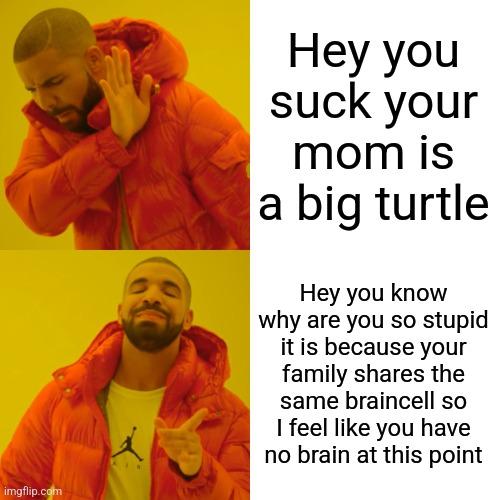 Hey you
suck your
mom is
a big turtle
Hey you know
why are you so stupid
it is because your
family shares the
same braincell so
I feel like you have
no brain at this point
imgflip.com